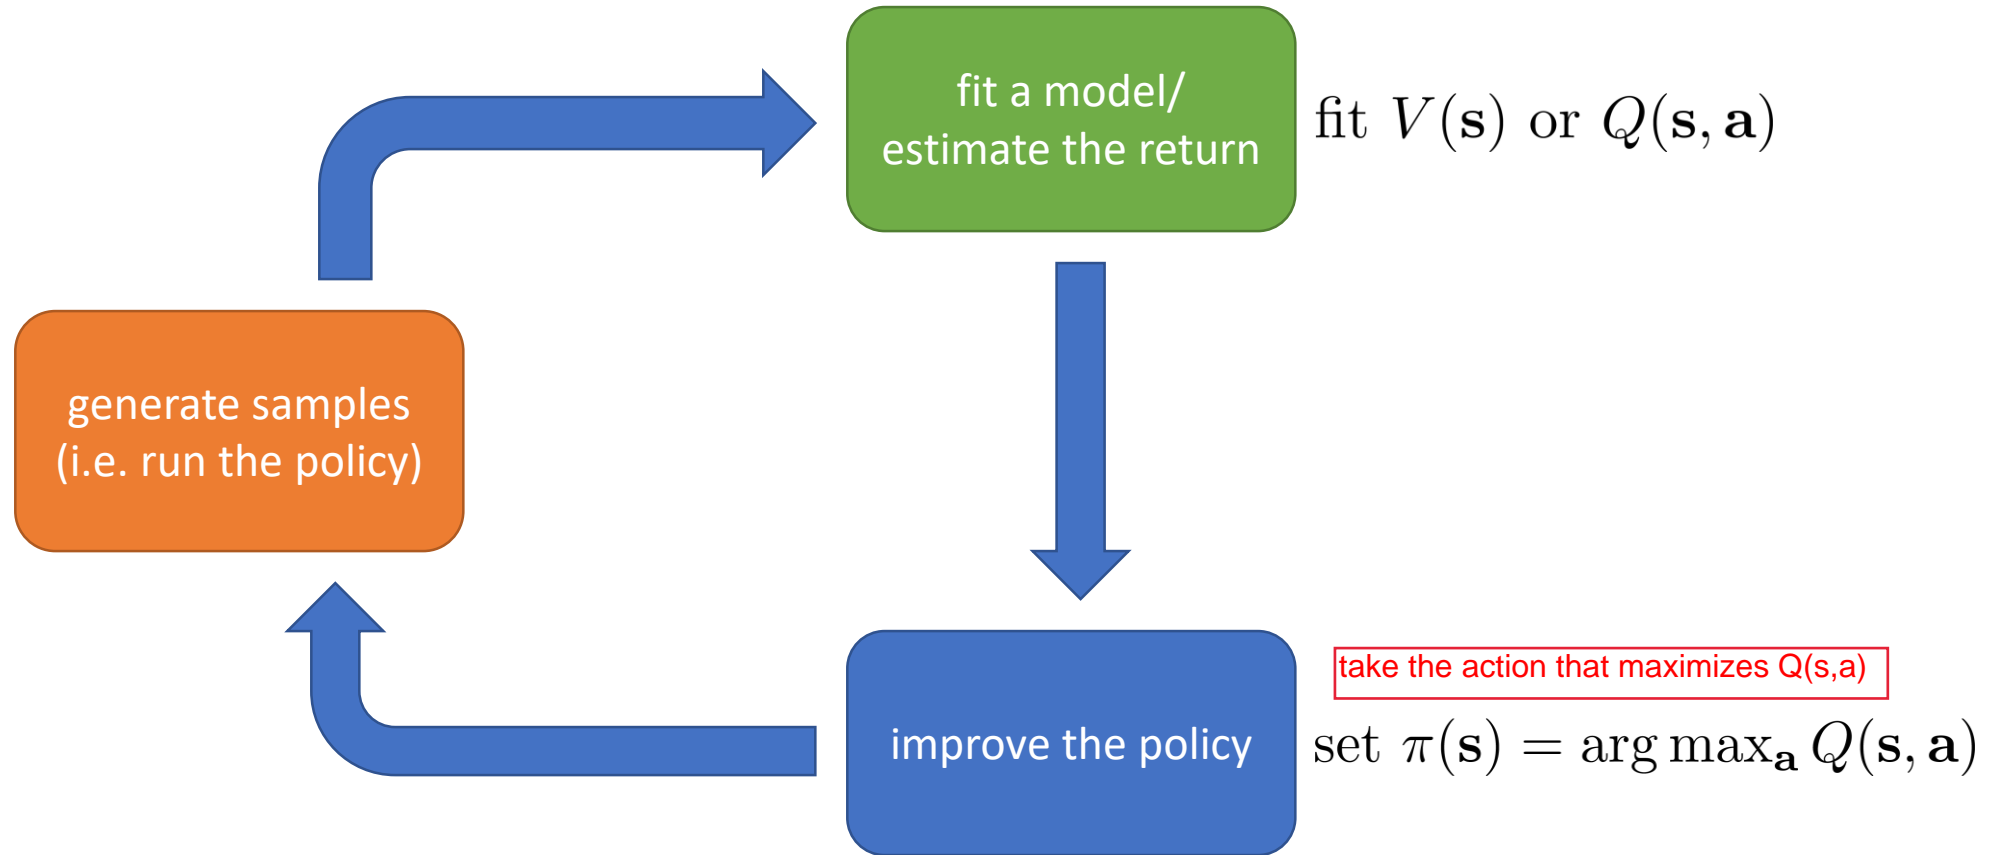 fit a model/
estimate the return
fit V(s) or Q(s, a)
generate samples
(i.e. run the policy)
take the action that maximizes Q(s,a)
improve the policy
set π(s) = arg maxₐ Q(s, a)